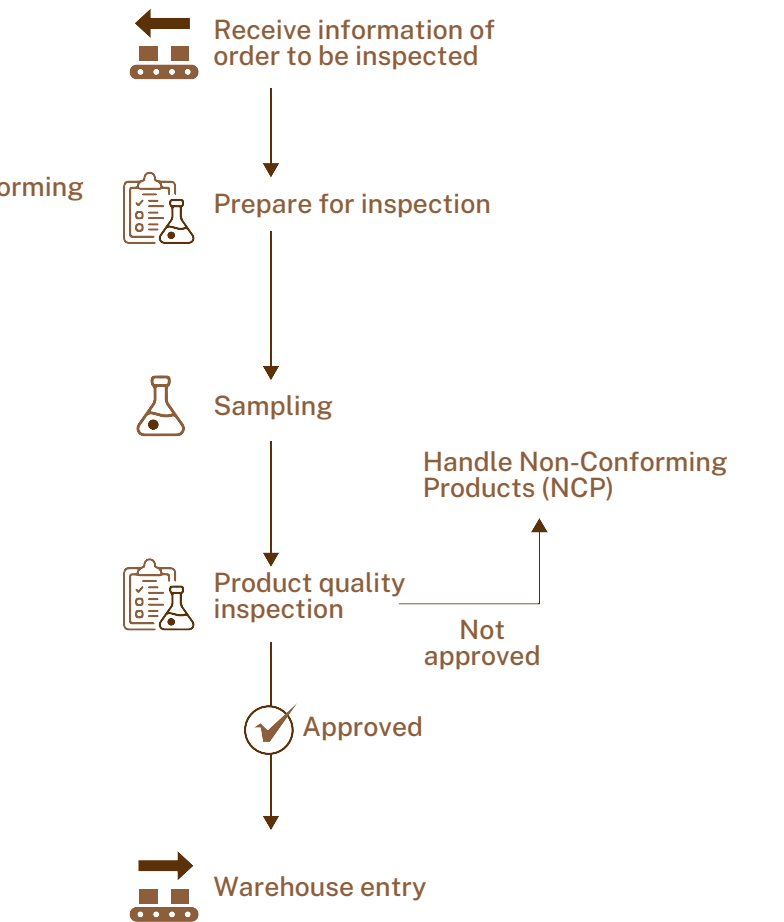 Receive information of
order to be inspected
orming
Prepare for inspection
Sampling
Handle Non-Conforming
Products (NCP)
Product quality
inspection
Not
approved
Approved
Warehouse entry